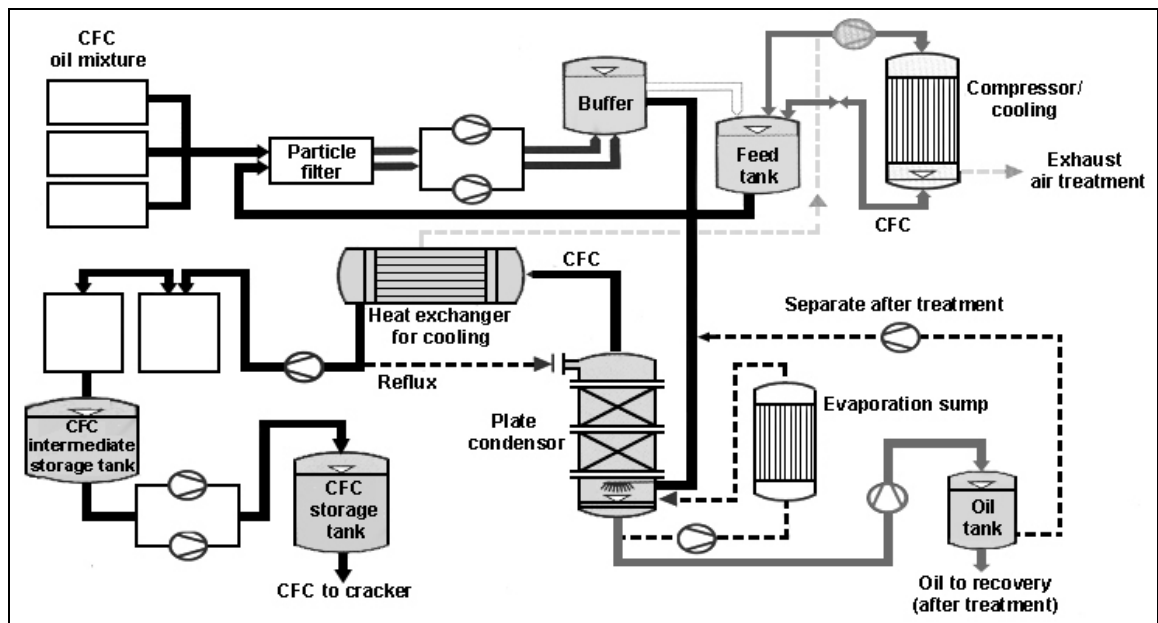 CFC
oil mixture
Buffer
Compressor/
cooling
Particle
filter
Feed
tank
Exhaust
air treatment
CFC
CFC
Heat exchanger
for cooling
Separate after treatment
Reflux
Evaporation sump
Plate
condensor
CFC
intermediate
storage tank
CFC
storage
tank
Oil
tank
CFC to cracker
Oil to recovery
(after treatment)